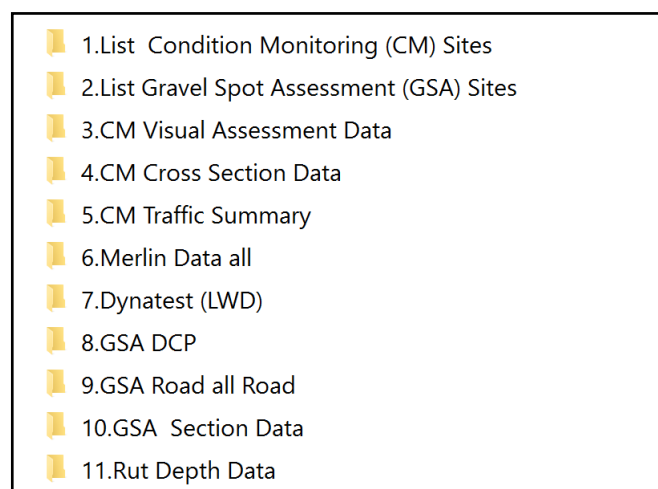 1.List  Condition Monitoring (CM) Sites
2.List Gravel Spot Assessment (GSA) Sites
3.CM Visual Assessment Data
4.CM Cross Section Data
5.CM Traffic Summary
6.Merlin Data all
7.Dynatest (LWD)
8.GSA DCP
9.GSA Road all Road
10.GSA  Section Data
11.Rut Depth Data